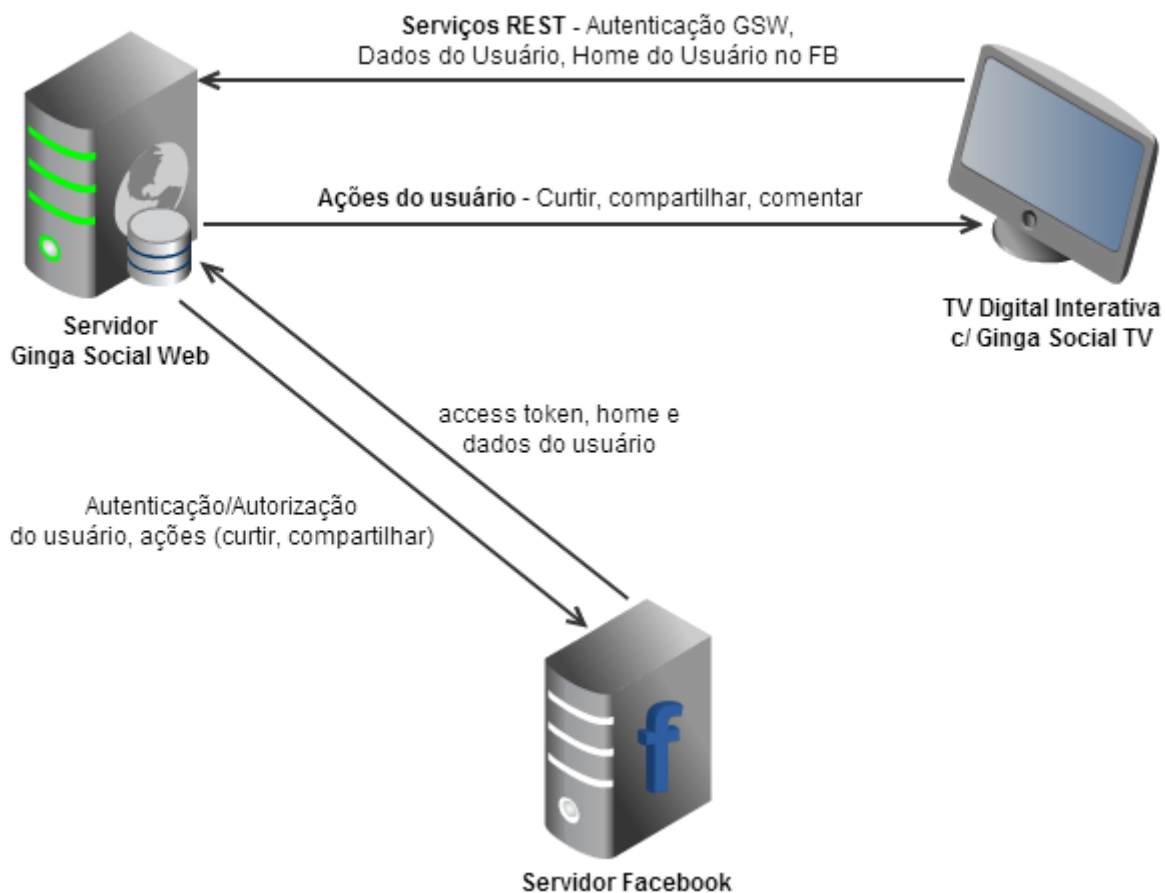 Serviços REST - Autenticação GSW,
Dados do Usuário, Home do Usuário no FB
Ações do usuário - Curtir, compartilhar, comentar
Servidor
Ginga Social Web
TV Digital Interativa
c/ Ginga Social TV
access token, home e
dados do usuário
Autenticação/Autorização
do usuário, ações (curtir, compartilhar)
f
Servidor Facebook